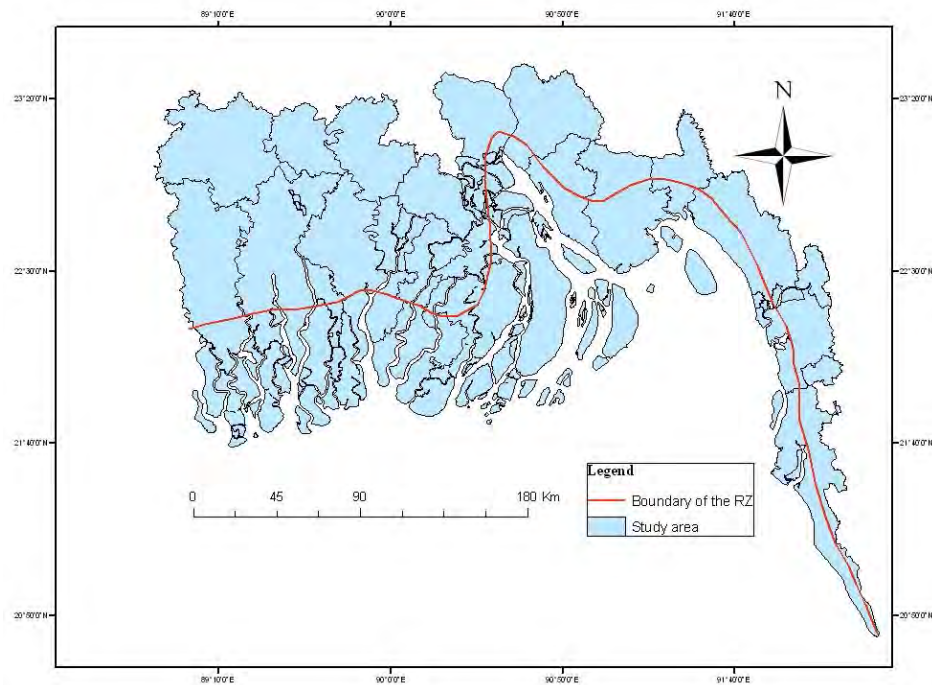 89°10'0"E 90°0'0"E 90°50'0"E 91°40'0"E
N
23°20'0"N 23°20'0"N
22°30'0"N 22°30'0"N
21°40'0"N 21°40'0"N
Legend
0 45 90 180 Km
Boundary of the RZ
Study area
20°50'0"N 20°50'0"N
89°10'0"E 90°0'0"E 90°50'0"E 91°40'0"E